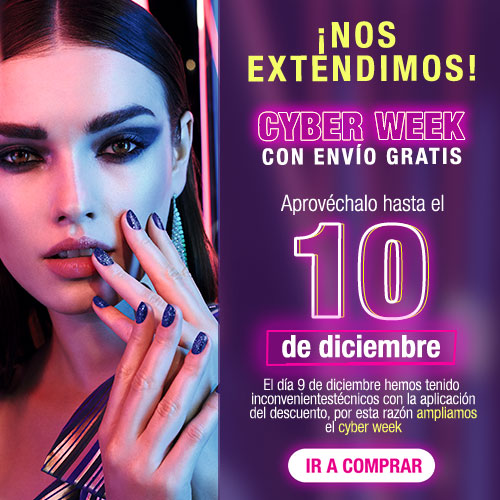 ¡NOS
EXTENDIMOS!
CYBER WEEK
CON ENVÍO GRATIS
Aprovéchalo hasta el
10
de diciembre
El día 9 de diciembre hemos tenido
inconvenientestécnicos con la aplicación
del descuento, por esta razón ampliamos
el cyber week
IR A COMPRAR